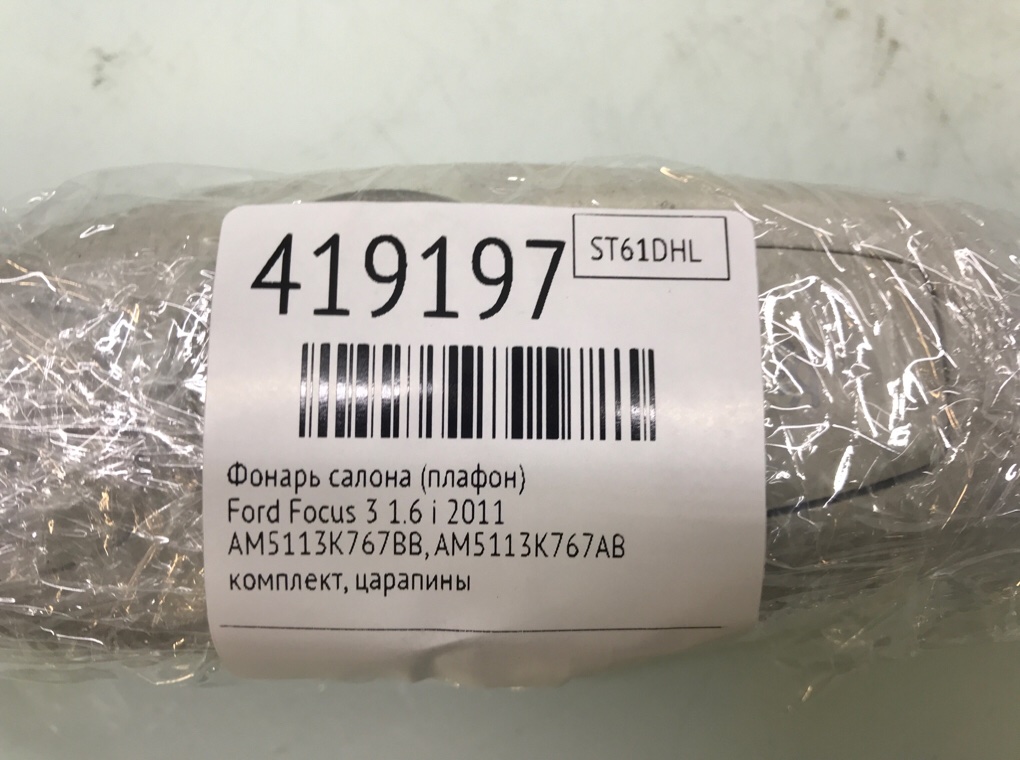 419197
ST61DHL
Фонарь салона (плафон)
Ford Focus 3 1.6 i 2011
AM5113K767BB, AM5113K767AB
комплект, царапины